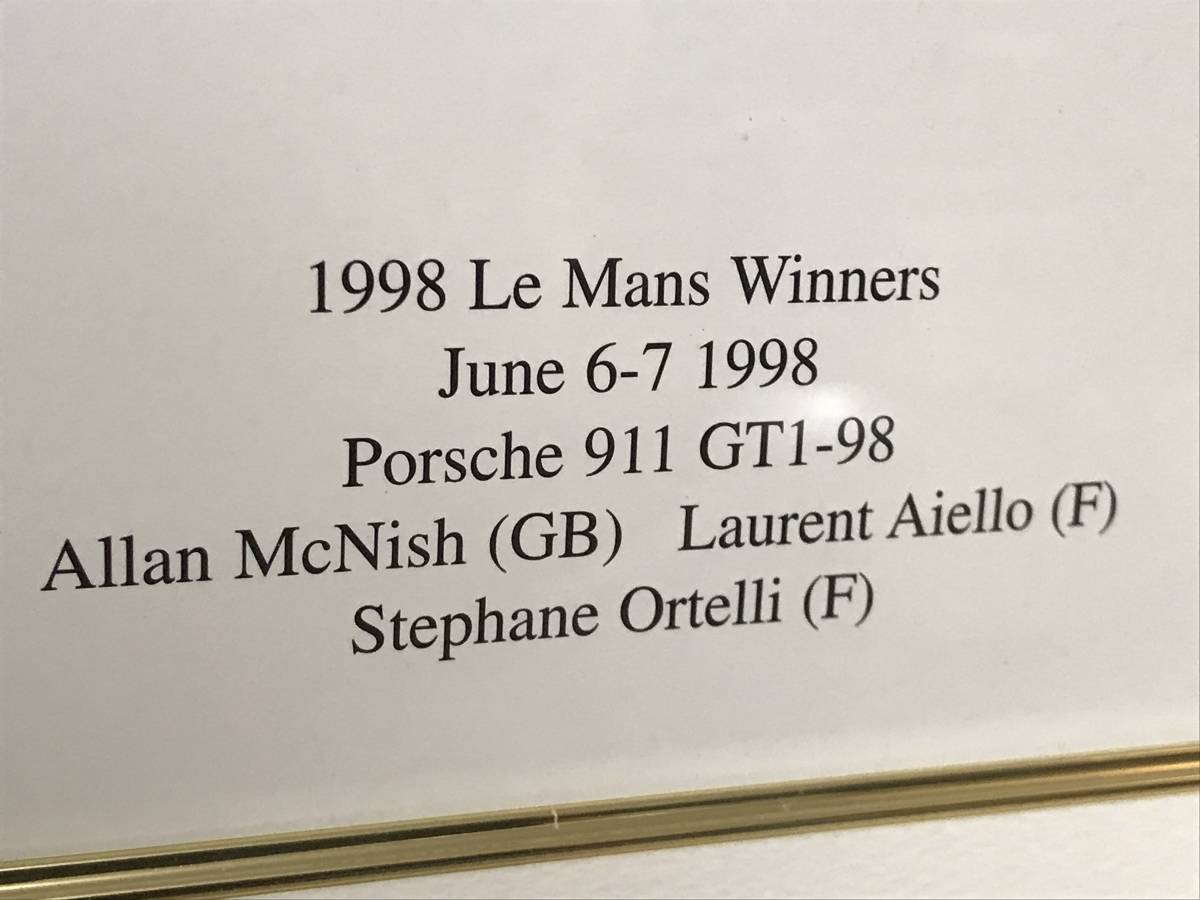 1998 Le Mans Winners
June 6-7 1998
Porsche 911 GT1-98
Allan McNish (GB) Laurent Aiello (F)
Stephane Ortelli (F)